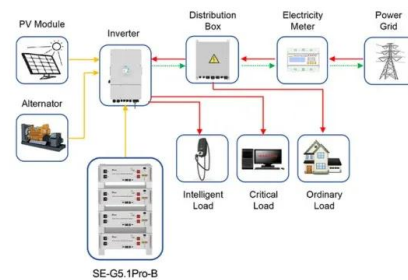 PV Module
Inverter
Distribution
Box
Electricity
Meter
Power
Grid
Alternator
Intelligent
Load
Critical
Load
Ordinary
Load
SE-G5.1Pro-B